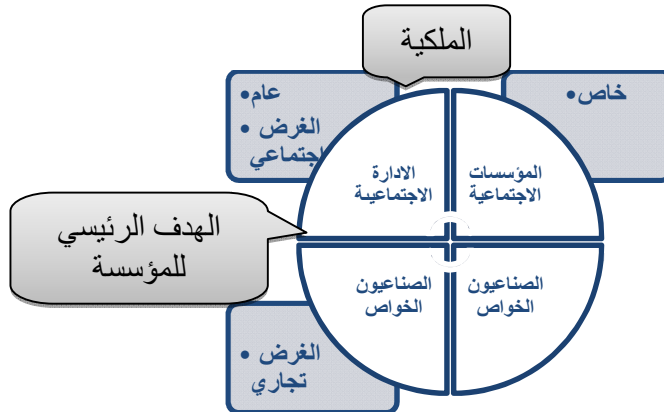 الملكية
خاص•
عام•
الغرض •
اجتماعي
المؤسسات
الاجتماعية
الادارة
الاجتماعية
الهدف الرئيسي
للمؤسسة
الصناعيون
الخواص
الصناعيون
الخواص
الغرض •
تجاري